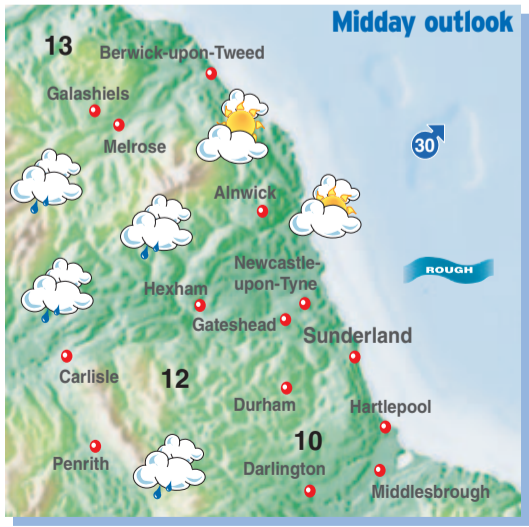 Midday outlook
13
Berwick-upon-Tweed
Galashiels
Melrose
30
Alnwick
Newcastle-
upon-Tyne
ROUGH
Hexham
Gateshead
Sunderland
Carlisle
12
Durham
Hartlepool
10
Penrith
Darlington
Middlesbrough